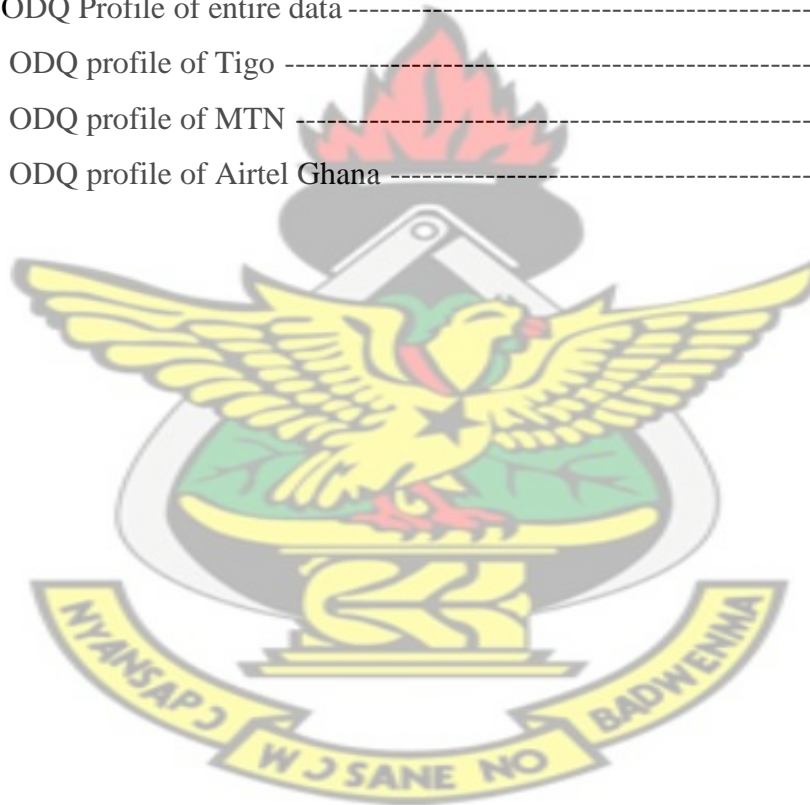 ODQ Profile of entire data ------------------------------------------
ODQ profile of Tigo ------------------------------------------------
ODQ profile of MTN -----------------------------------------------
ODQ profile of Airtel Ghana --------------------------------------
NYANSAPƆ WƆSANE NO BADWENMA